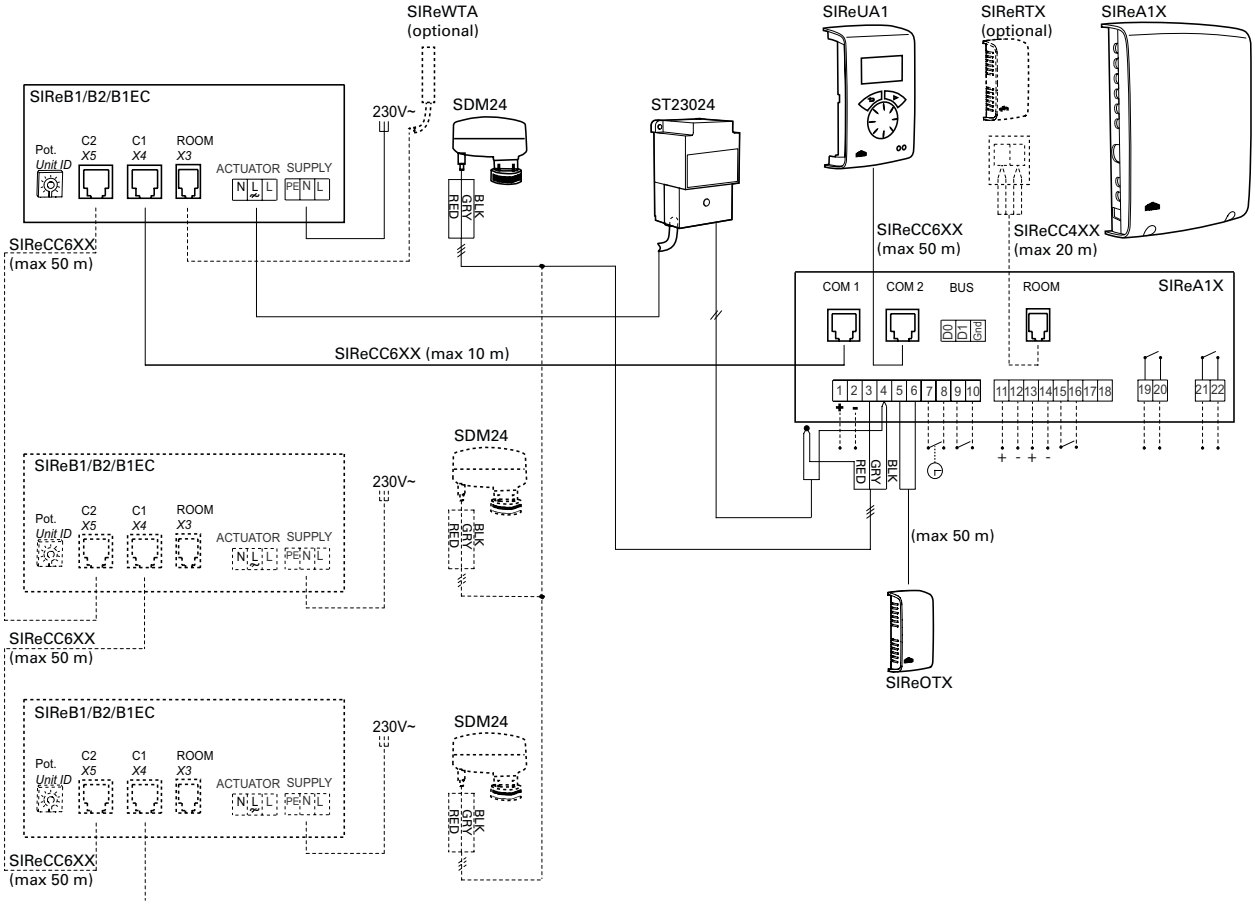 SIReWTA
(optional)
SIReUA1
SIReRTX
(optional)
SIReA1X
SIReB1/B2/B1EC
Pot.
Unit ID
C2
X5
C1
X4
ROOM
X3
ACTUATOR SUPPLY
N L L
PE N L
230V~
SDM24
RED
GRY
BLK
ST23024
SIReCC6XX
(max 50 m)
SIReCC6XX
(max 50 m)
SIReCC4XX
(max 20 m)
SIReA1X
COM 1
COM 2
BUS
ROOM
D0
D1
Gnd
SIReCC6XX (max 10 m)
1 2 3 4 5 6 7 8 9 10
11 12 13 14 15 16 17 18
19 20
21 22
+ -
+ - + -
RED
GRY
BLK
(max 50 m)
SIReOTX
SIReB1/B2/B1EC
Pot.
Unit ID
C2
X5
C1
X4
ROOM
X3
ACTUATOR SUPPLY
N L L
PE N L
230V~
SDM24
RED
GRY
BLK
SIReCC6XX
(max 50 m)
SIReB1/B2/B1EC
Pot.
Unit ID
C2
X5
C1
X4
ROOM
X3
ACTUATOR SUPPLY
N L L
PE N L
230V~
SDM24
RED
GRY
BLK
SIReCC6XX
(max 50 m)